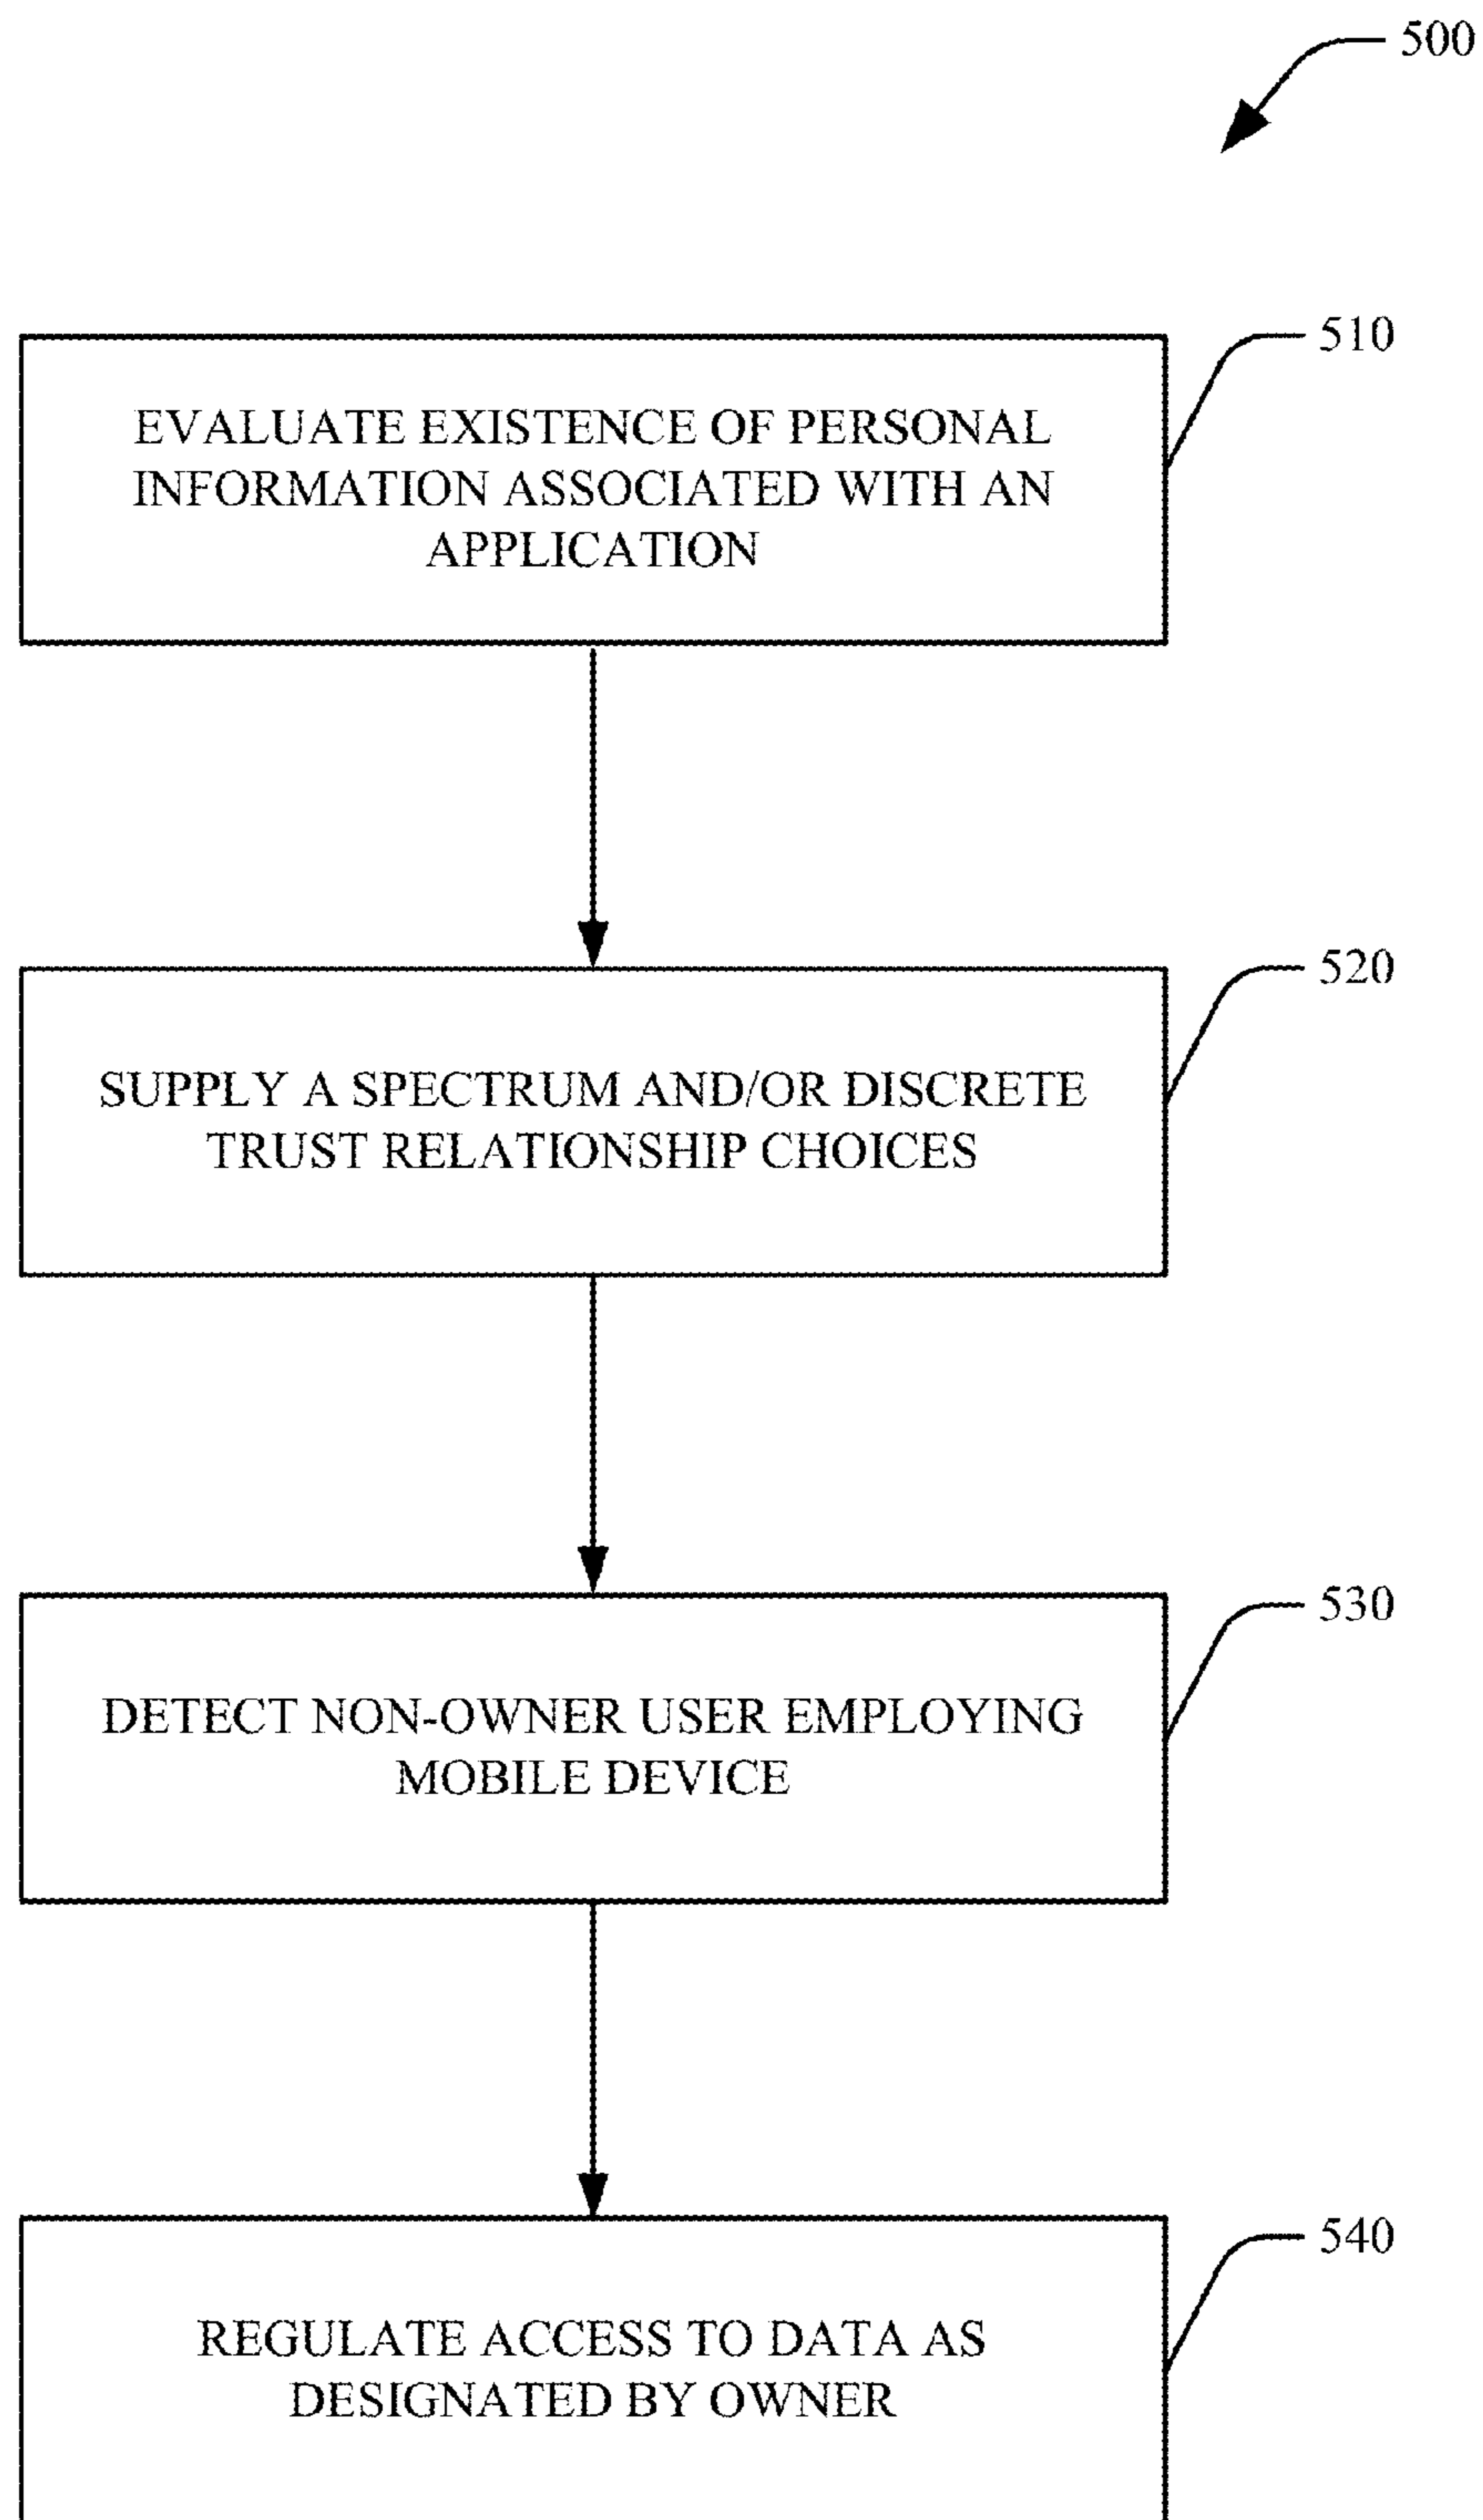 500
510
EVALUATE EXISTENCE OF PERSONAL
INFORMATION ASSOCIATED WITH AN
APPLICATION
520
SUPPLY A SPECTRUM AND/OR DISCRETE
TRUST RELATIONSHIP CHOICES
530
DETECT NON-OWNER USER EMPLOYING
MOBILE DEVICE
540
REGULATE ACCESS TO DATA AS
DESIGNATED BY OWNER